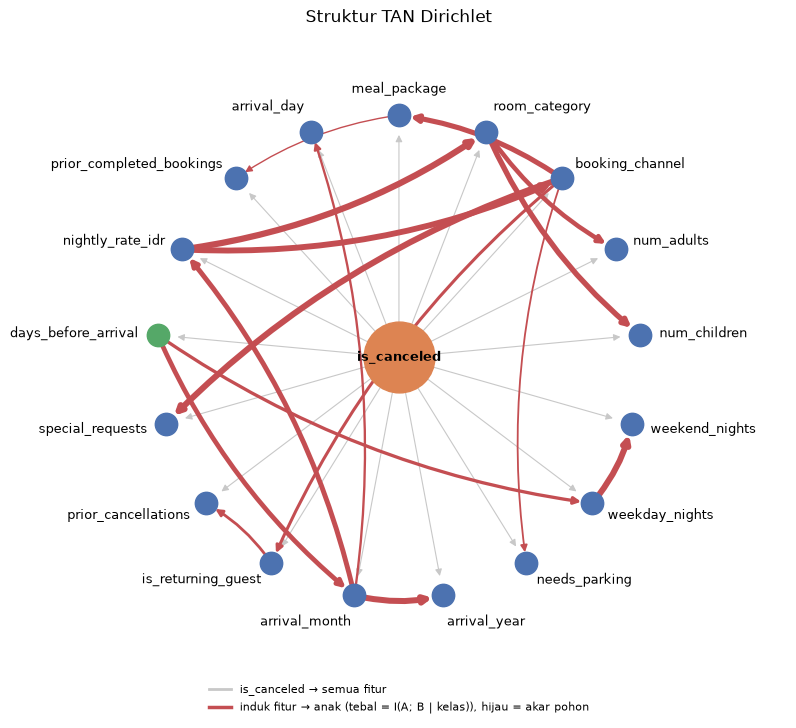 Struktur TAN Dirichlet
meal_package
arrival_day
room_category
prior_completed_bookings
booking_channel
nightly_rate_idr
num_adults
days_before_arrival
num_children
is_canceled
special_requests
weekend_nights
prior_cancellations
weekday_nights
is_returning_guest
needs_parking
arrival_month
arrival_year
is_canceled → semua fitur
induk fitur → anak (tebal = I(A; B | kelas)), hijau = akar pohon